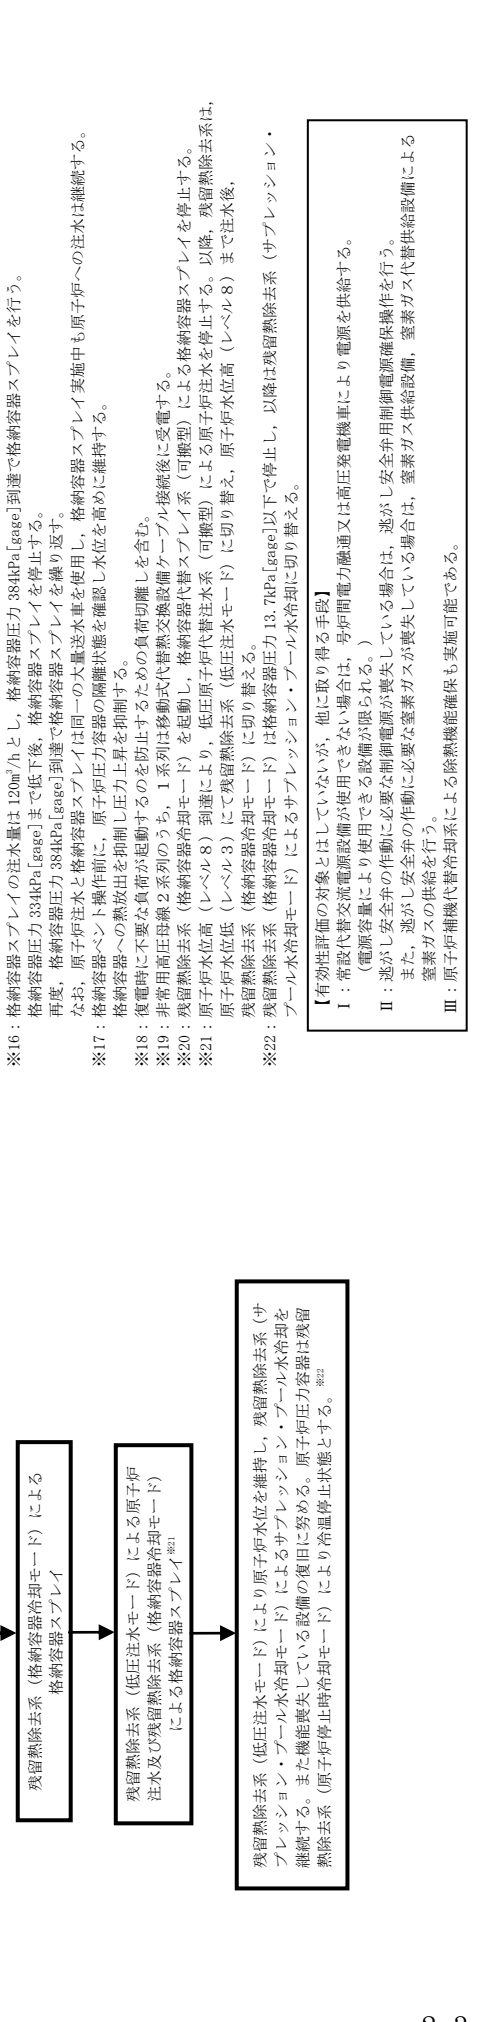 残留熱除去系（格納容器冷却モード）による
格納容器スプレイ
残留熱除去系（低圧注水モード）による原子炉
注水及び残留熱除去系（格納容器冷却モード）
による格納容器スプレイ※21
残留熱除去系（低圧注水モード）により原子炉水位を維持し，残留熱除去系（サ
プレッション・プール水冷却モード）によるサプレッション・プール水冷却を
継続する。また機能喪失している設備の復旧に努める。原子炉圧力容器は残留
熱除去系（原子炉停止時冷却モード）により冷温停止状態とする。※22
※16：格納容器スプレイの注水量は 120m³/h とし，格納容器圧力 384kPa[gage]到達で格納容器スプレイを行う。
格納容器圧力 334kPa[gage]まで低下後，格納容器スプレイを停止する。
再度，格納容器圧力 384kPa[gage]到達で格納容器スプレイを繰り返す。
なお，原子炉注水と格納容器スプレイは同一の大量送水車を使用し，格納容器スプレイ実施中も原子炉への注水は継続する。
※17：格納容器ベント操作前に，原子炉圧力容器の隔離状態を確認し水位を高めに維持する。
格納容器への熱放出を抑制し圧力上昇を抑制する。
※18：復電時に不要な負荷が起動するのを防止するための負荷切離しを含む。
※19：非常用高圧母線２系列のうち，１系列は移動式代替熱交換設備ケーブル接続後に受電する。
※20：残留熱除去系（格納容器冷却モード）を起動し，格納容器代替スプレイ系（可搬型）による格納容器スプレイを停止する。
※21：原子炉水位高（レベル８）到達により，低圧原子炉代替注水系（可搬型）による原子炉注水を停止する。以降，残留熱除去系は，
原子炉水位低（レベル３）にて残留熱除去系（低圧注水モード）に切り替え，原子炉水位高（レベル８）まで注水後，
残留熱除去系（格納容器冷却モード）に切り替える。
※22：残留熱除去系（格納容器冷却モード）は格納容器圧力 13.7kPa[gage]以下で停止し，以降は残留熱除去系（サプレッション・
プール水冷却モード）によるサプレッション・プール水冷却に切り替える。
【有効性評価の対象とはしていないが，他に取り得る手段】
Ⅰ：常設代替交流電源設備が使用できない場合は，号炉間電力融通又は高圧発電機車により電源を供給する。
（電源容量により使用できる設備が限られる。）
Ⅱ：逃がし安全弁の作動に必要な制御電源が喪失している場合は，逃がし安全弁用制御電源確保操作を行う。
また，逃がし安全弁の作動に必要な窒素ガスが喪失している場合は，窒素ガス供給設備，窒素ガス代替供給設備による
窒素ガスの供給を行う。
Ⅲ：原子炉補機代替冷却系による除熱機能確保も実施可能である。